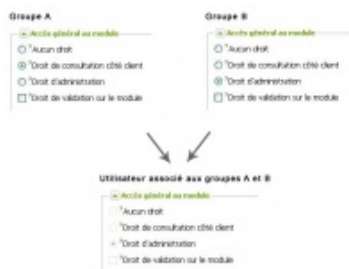 Groupe A
Accès général au module
Aucun droit
Droit de consultation côté client
Droit d'administration
Droit de validation sur le module
Groupe B
Accès général au module
Aucun droit
Droit de consultation côté client
Droit d'administration
Droit de validation sur le module
Utilisateur associé aux groupes A et B
Accès général au module
Aucun droit
Droit de consultation côté client
Droit d'administration
Droit de validation sur le module